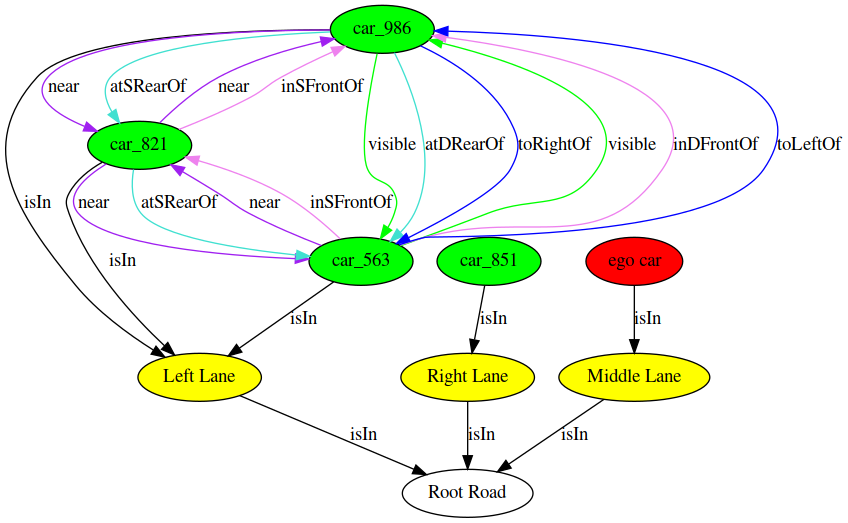 car_986
near
atSRearOf
near
inSFrontOf
car_821
visible
atDRearOf
toRightOf
visible
inDFrontOf
toLeftOf
isIn
near
atSRearOf
near
inSFrontOf
isIn
car_563
car_851
ego car
isIn
isIn
isIn
Left Lane
Right Lane
Middle Lane
isIn
isIn
isIn
Root Road